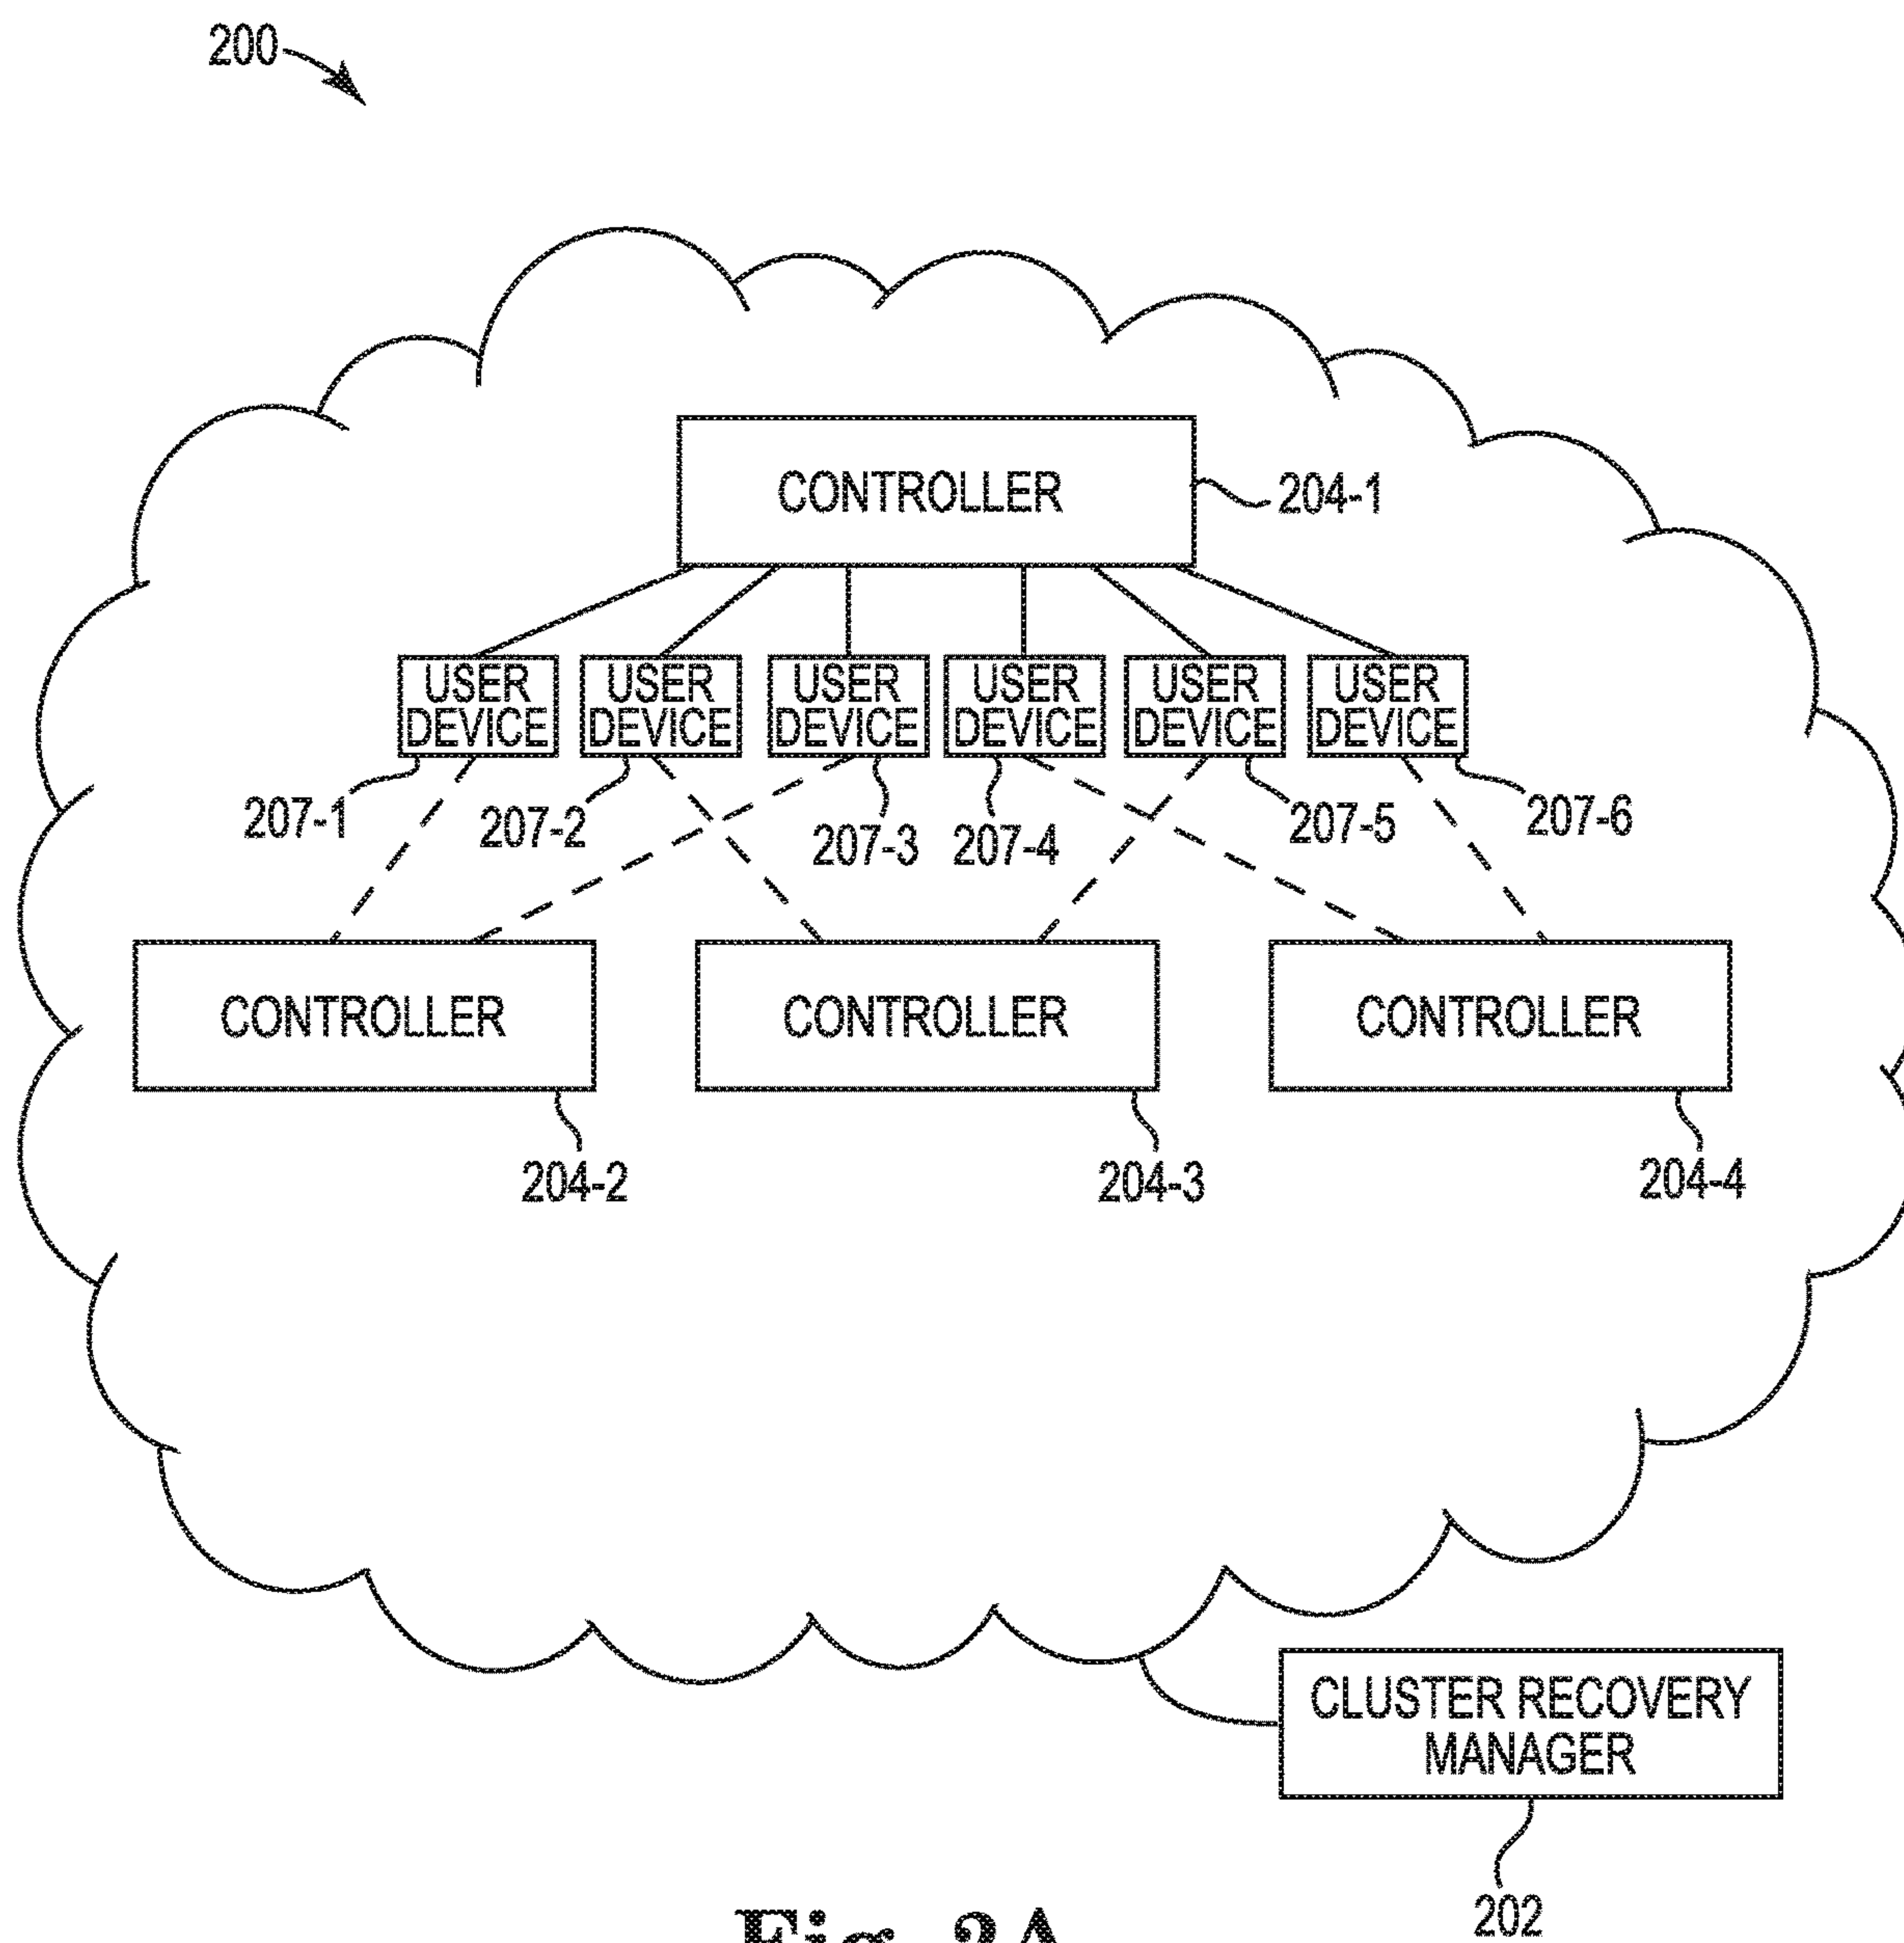 200
CONTROLLER
204-1
USER DEVICE
USER DEVICE
USER DEVICE
USER DEVICE
USER DEVICE
USER DEVICE
207-1
207-2
207-3
207-4
207-5
207-6
CONTROLLER
CONTROLLER
CONTROLLER
204-2
204-3
204-4
CLUSTER RECOVERY
MANAGER
202
Fig. 2A